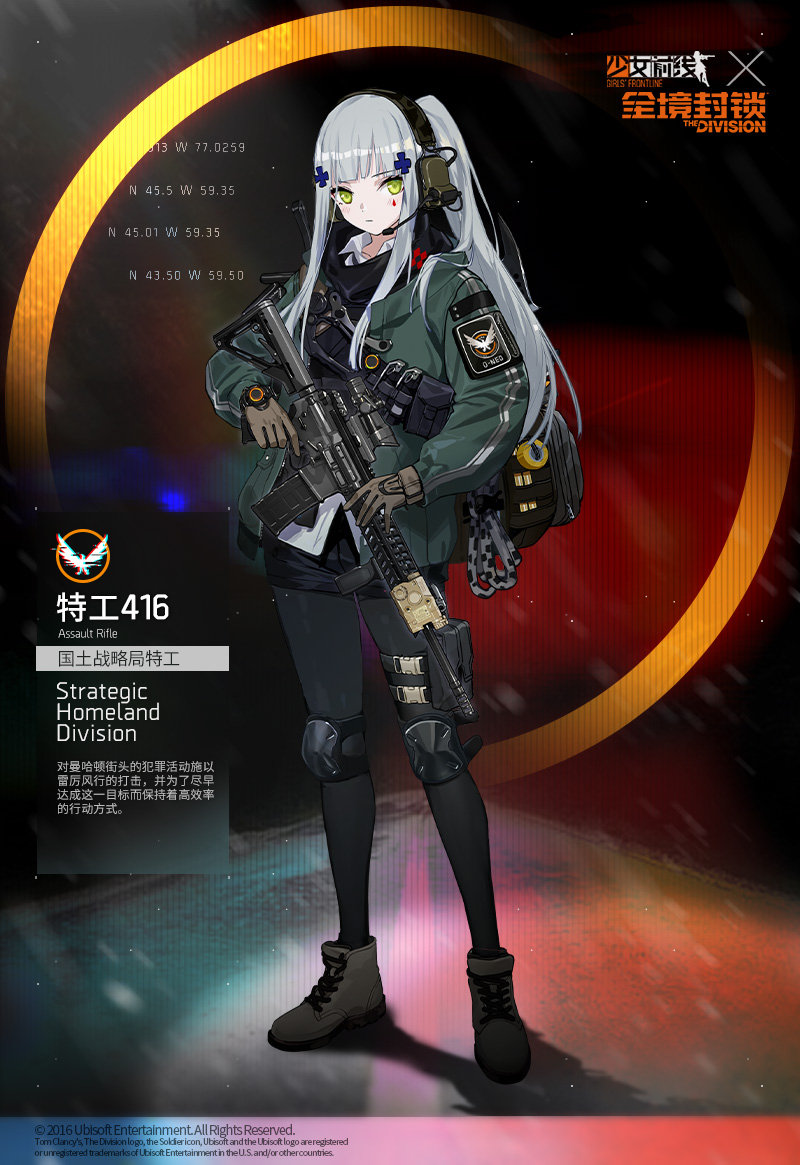 少女前线
GIRLS' FRONTLINE
全境封锁
THE DIVISION
W 77.0259
N 45.5 W 59.35
N 45.01 W 59.35
N 43.50 W 59.50
特工416
Assault Rifle
国土战略局特工
Strategic
Homeland
Division
对曼哈顿街头的犯罪活动施以
雷厉风行的打击，并为了尽早
达成这一目标而保持着高效率
的行动方式。
© 2016 Ubisoft Entertainment. All Rights Reserved.
Tom Clancy's, The Division logo, the Soldier icon, Ubisoft and the Ubisoft logo are registered
or unregistered trademarks of Ubisoft Entertainment in the U.S. and/or other countries.